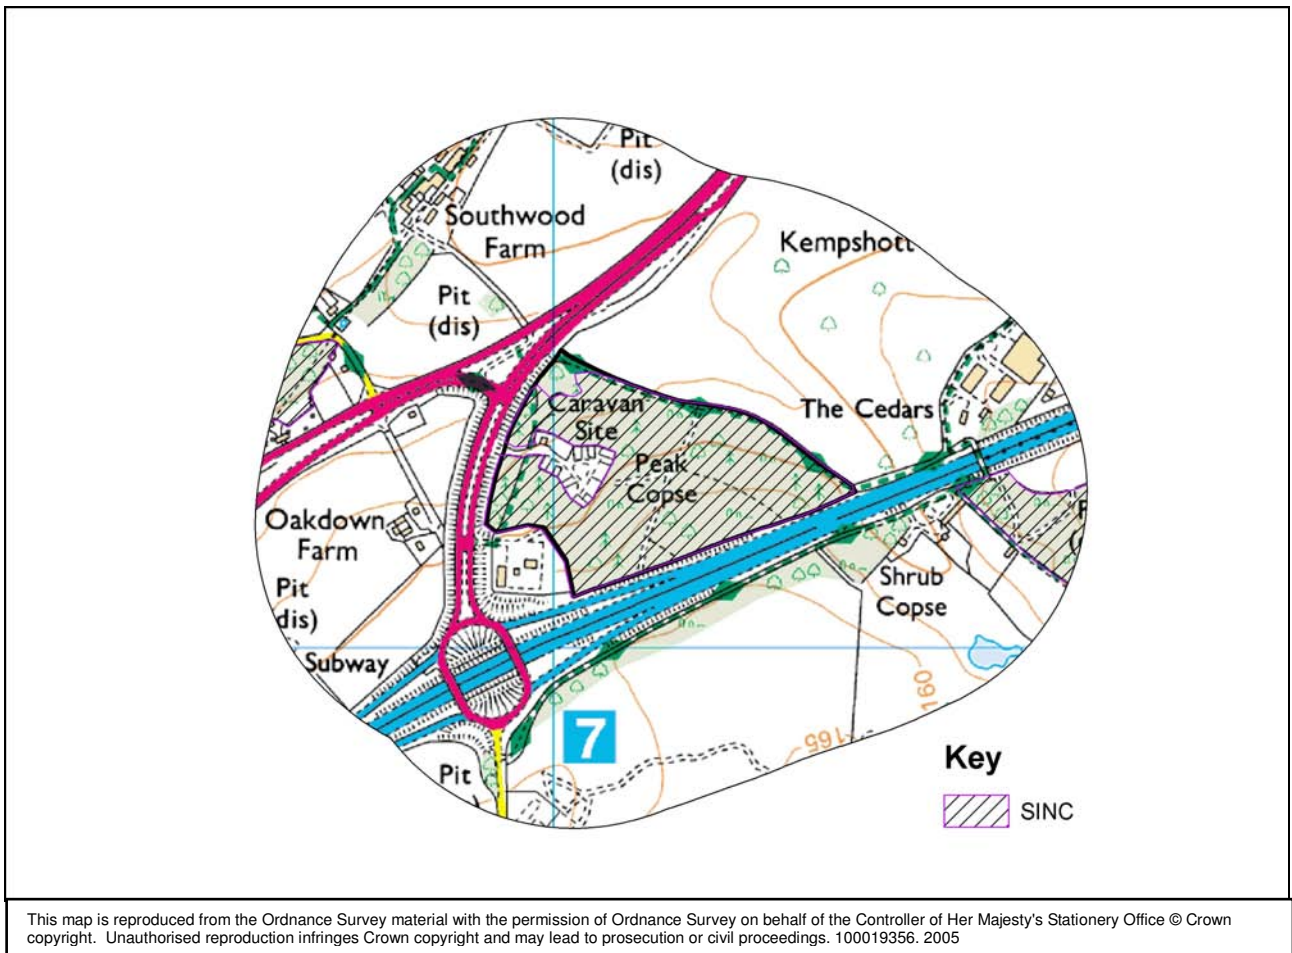 Pit
(dis)
Southwood
Farm
Kempshott
Pit
(dis)
Caravan
Site
The Cedars
Peak
Copse
Oakdown
Farm
Pit
dis)
Shrub
Copse
Subway
160
7
165
Pit
Key
SINC
This map is reproduced from the Ordnance Survey material with the permission of Ordnance Survey on behalf of the Controller of Her Majesty's Stationery Office © Crown
copyright. Unauthorised reproduction infringes Crown copyright and may lead to prosecution or civil proceedings. 100019356. 2005